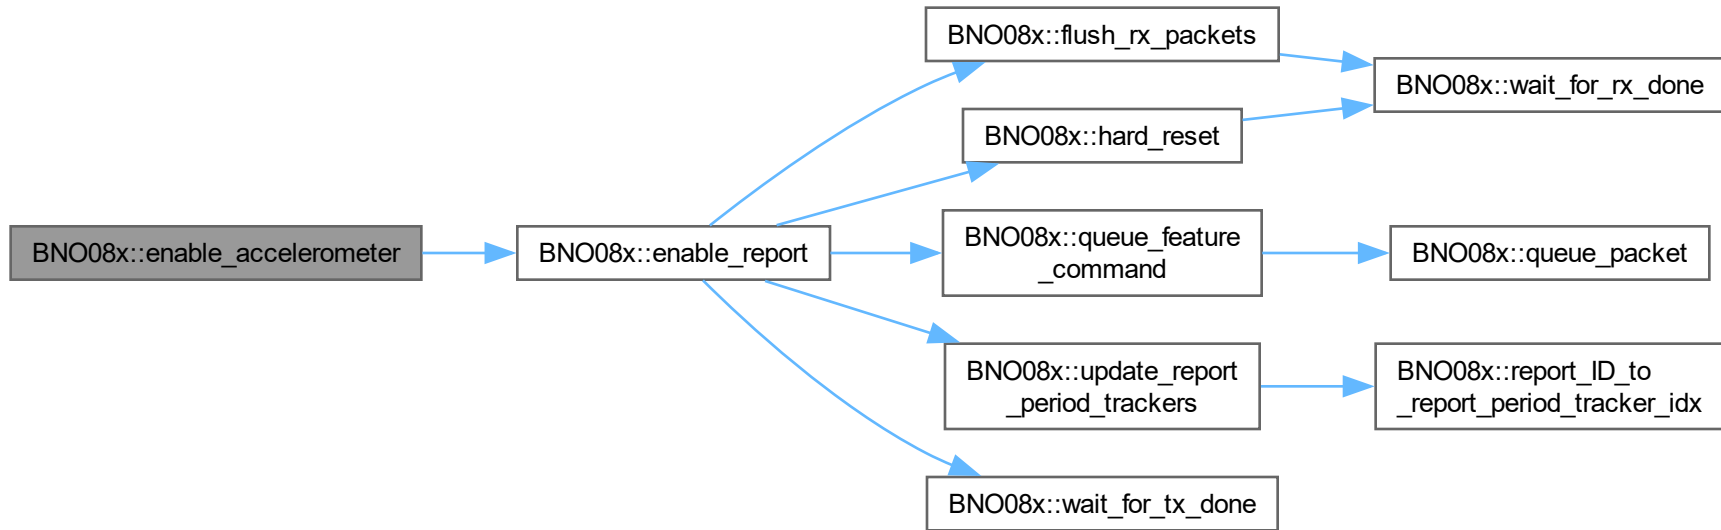 BNO08x::enable_accelerometer
BNO08x::enable_report
BNO08x::flush_rx_packets
BNO08x::hard_reset
BNO08x::queue_feature
_command
BNO08x::update_report
_period_trackers
BNO08x::wait_for_tx_done
BNO08x::wait_for_rx_done
BNO08x::queue_packet
BNO08x::report_ID_to
_report_period_tracker_idx